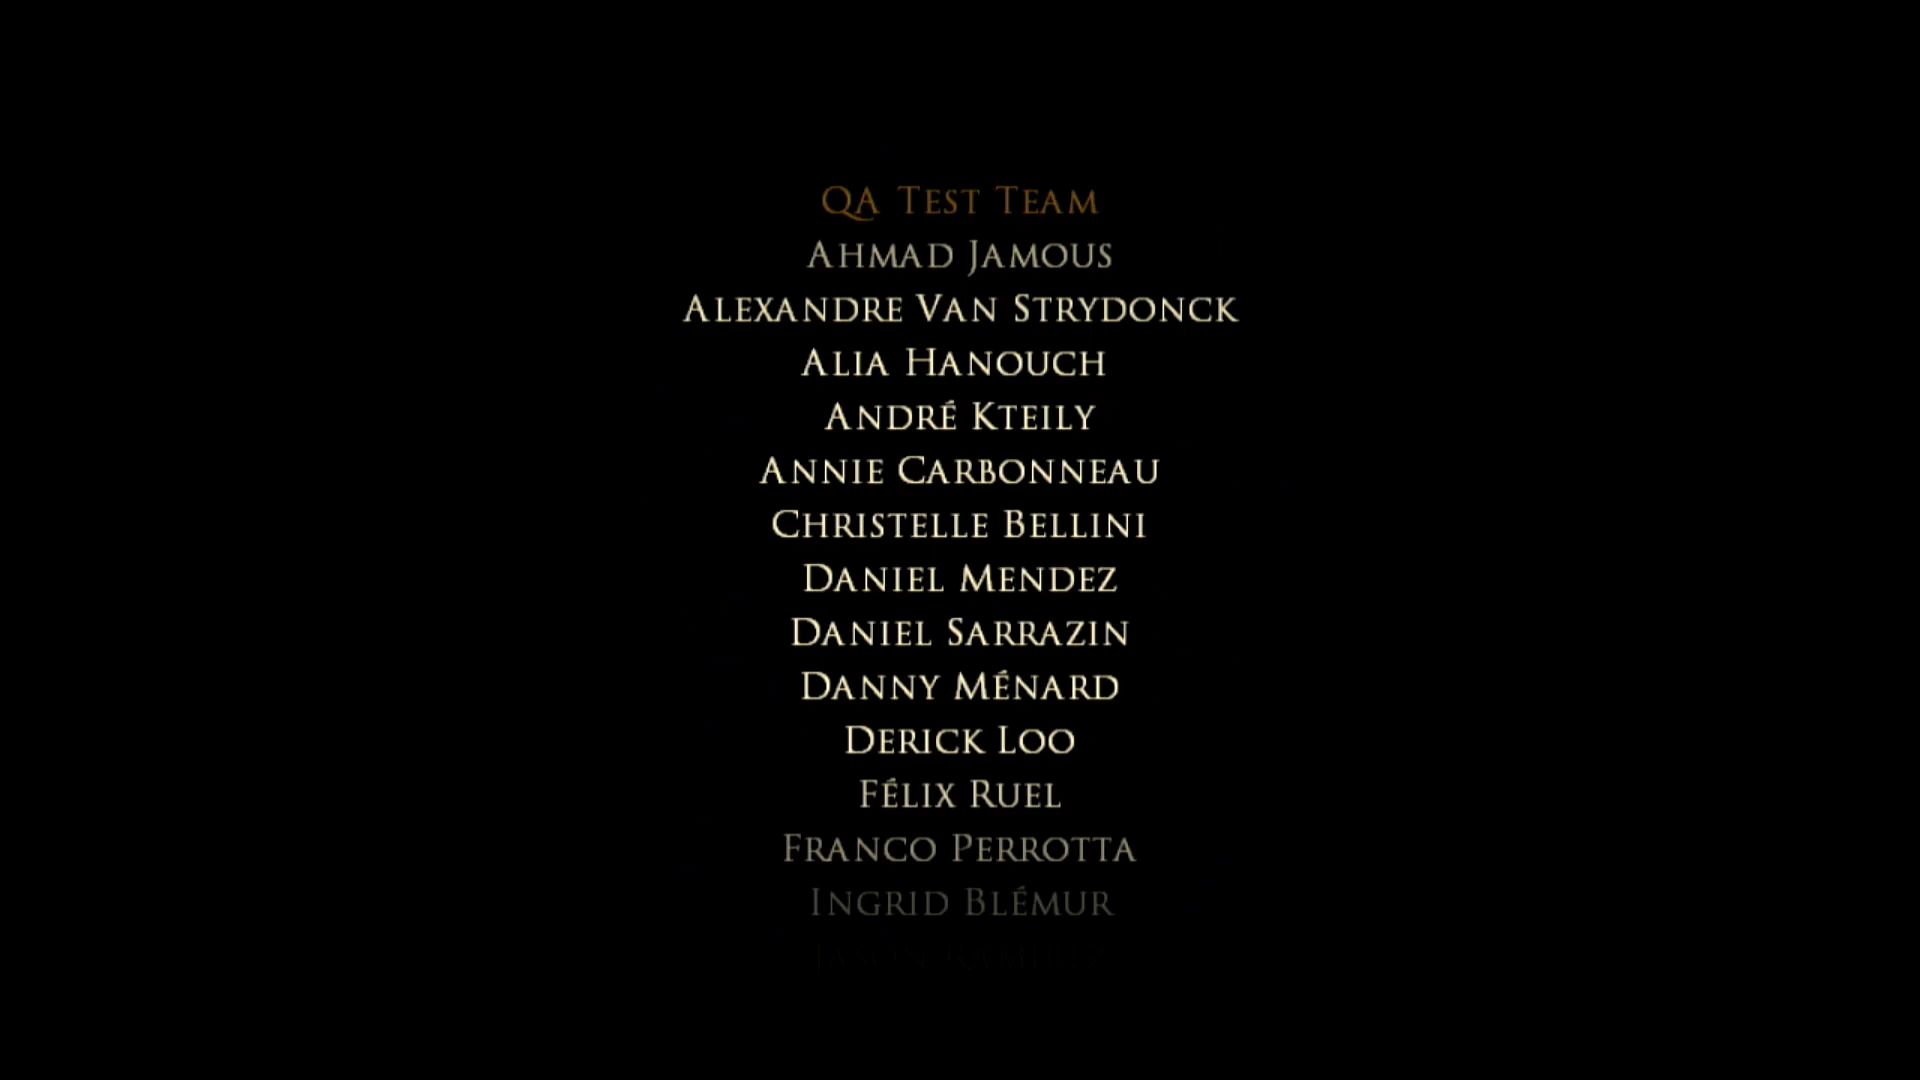 QA Test Team
Ahmad Jamous
Alexandre Van Strydonck
Alia Hanouch
André Kteily
Annie Carbonneau
Christelle Bellini
Daniel Mendez
Daniel Sarrazin
Danny Ménard
Derick Loo
Félix Ruel
Franco Perrotta
Ingrid Blémur
Jason